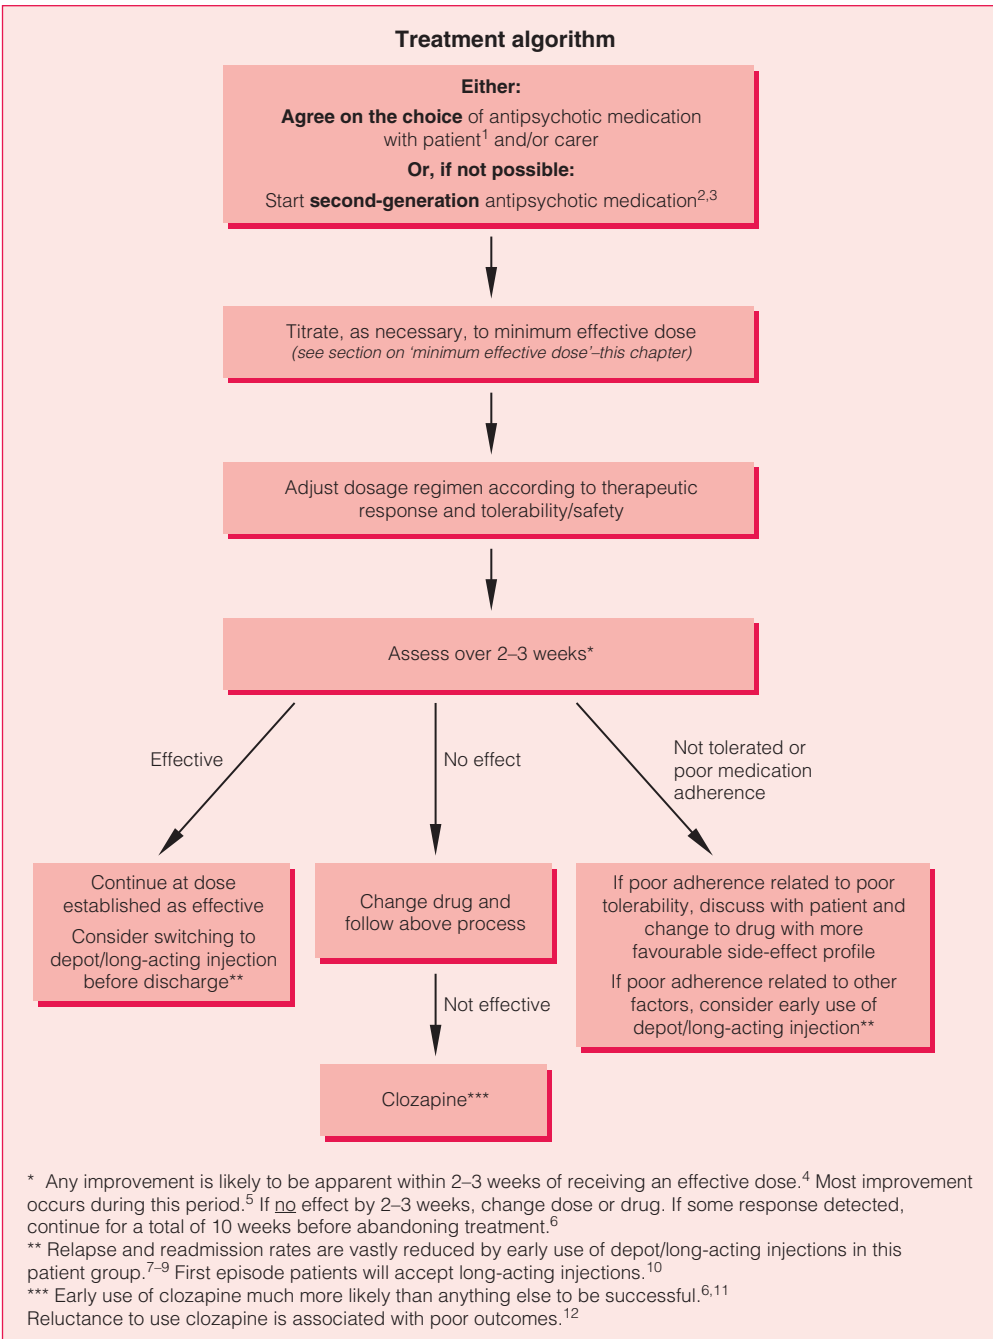 Treatment algorithm
Either:
Agree on the choice of antipsychotic medication
with patient1 and/or carer
Or, if not possible:
Start second-generation antipsychotic medication2,3
Titrate, as necessary, to minimum effective dose
(see section on ‘minimum effective dose’–this chapter)
Adjust dosage regimen according to therapeutic
response and tolerability/safety
Assess over 2–3 weeks*
Effective
No effect
Not tolerated or
poor medication
adherence
Continue at dose
established as effective
Consider switching to
depot/long-acting injection
before discharge**
Change drug and
follow above process
If poor adherence related to poor
tolerability, discuss with patient and
change to drug with more
favourable side-effect profile
If poor adherence related to other
factors, consider early use of
depot/long-acting injection**
Not effective
Clozapine***
* Any improvement is likely to be apparent within 2–3 weeks of receiving an effective dose.4 Most improvement
occurs during this period.5 If no effect by 2–3 weeks, change dose or drug. If some response detected,
continue for a total of 10 weeks before abandoning treatment.6
** Relapse and readmission rates are vastly reduced by early use of depot/long-acting injections in this
patient group.7–9 First episode patients will accept long-acting injections.10
*** Early use of clozapine much more likely than anything else to be successful.6,11
Reluctance to use clozapine is associated with poor outcomes.12